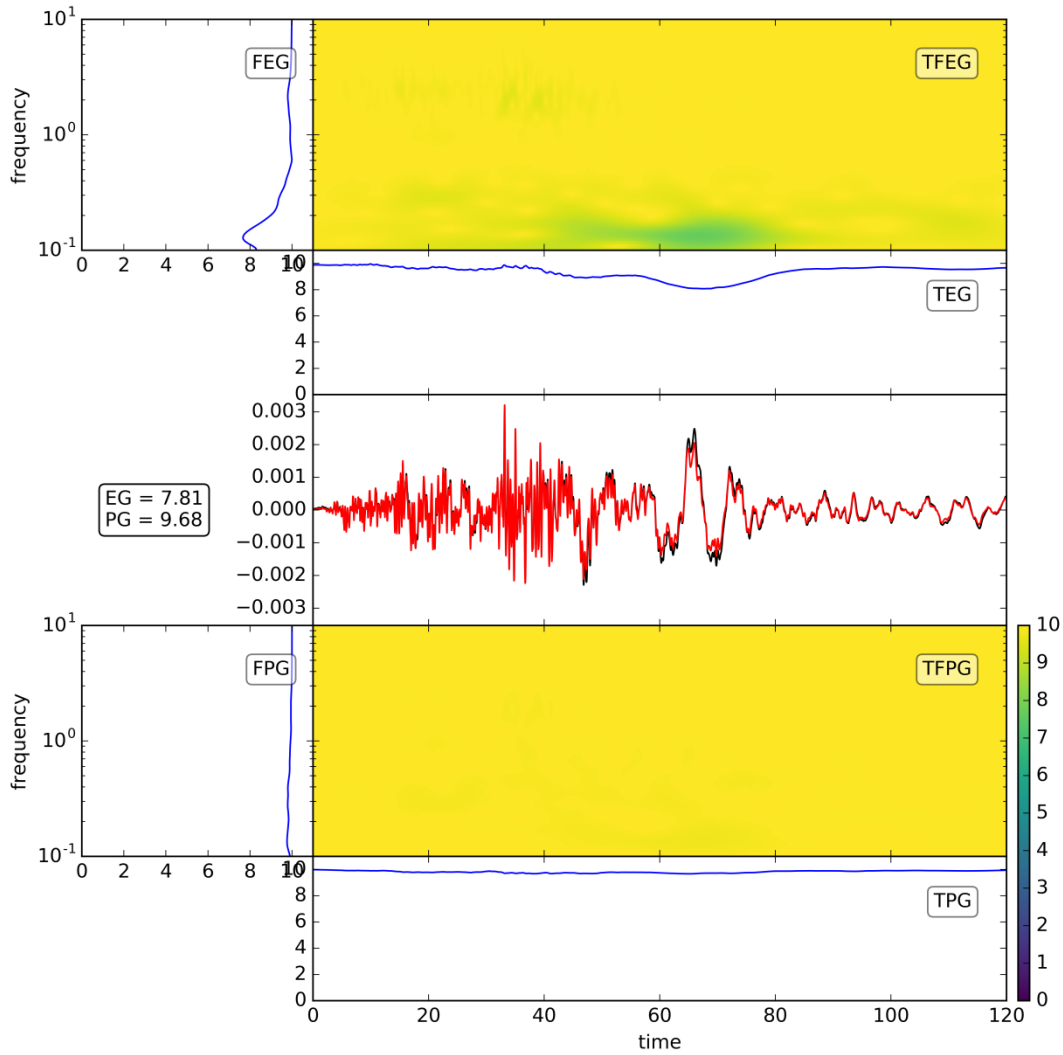 10^1
FEG
TFEG
frequency
10^0
10^-1
0 2 4 6 8 10
10
8
6
4
2
0
TEG
0.003
0.002
0.001
0.000
−0.001
−0.002
−0.003
EG = 7.81
PG = 9.68
10^1
FPG
TFPG
frequency
10^0
10^-1
0 2 4 6 8 10
10
8
6
4
2
0
TPG
0 20 40 60 80 100 120
time
10
9
8
7
6
5
4
3
2
1
0